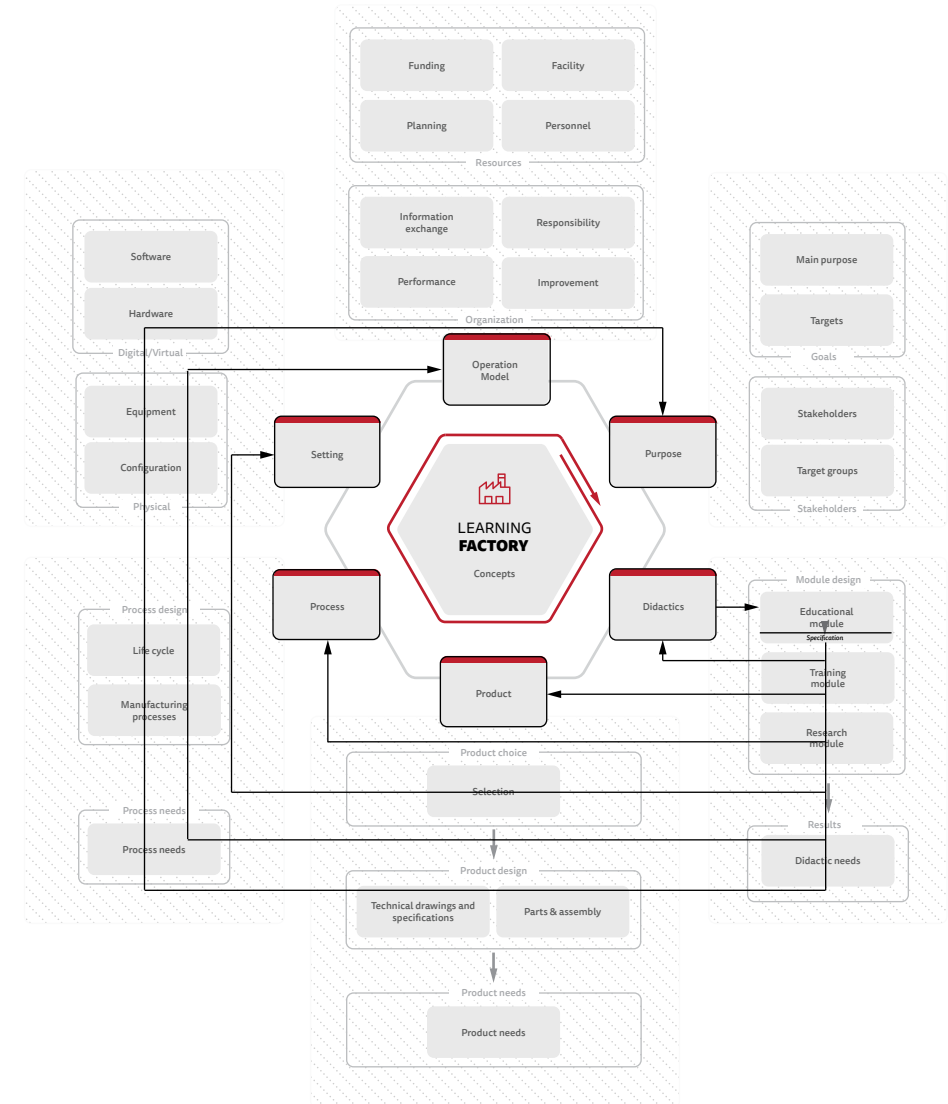 Funding
Facility
Planning
Personnel
Resources
Information
exchange
Responsibility
Performance
Improvement
Organization
Software
Hardware
Digital/Virtual
Equipment
Configuration
Physical
Main purpose
Targets
Goals
Stakeholders
Target groups
Stakeholders
Operation
Model
Setting
Purpose
LEARNING
FACTORY
Concepts
Process
Didactics
Product
Process design
Life cycle
Manufacturing
processes
Process needs
Process needs
Module design
Educational
module
Specification
Training
module
Research
module
Results
Didactic needs
Product choice
Selection
Product design
Technical drawings and
specifications
Parts & assembly
Product needs
Product needs